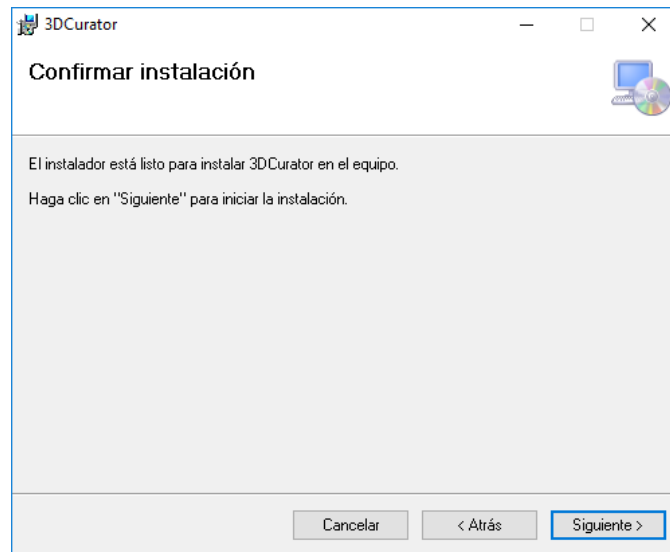 3DCurator
Confirmar instalación
El instalador está listo para instalar 3DCurator en el equipo.
Haga clic en "Siguiente" para iniciar la instalación.
Cancelar
< Atrás
Siguiente >